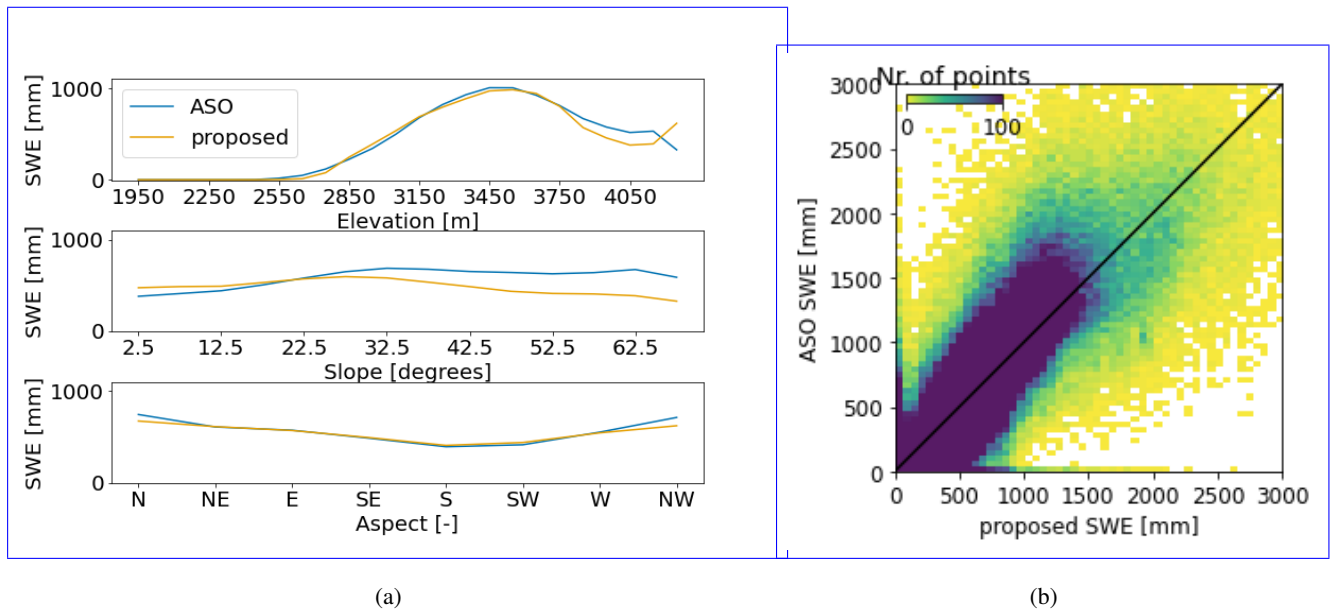 SWE [mm]
1000
0
ASO
proposed
1950 2250 2550 2850 3150 3450 3750 4050
Elevation [m]
SWE [mm]
1000
0
2.5 12.5 22.5 32.5 42.5 52.5 62.5
Slope [degrees]
SWE [mm]
1000
0
N NE E SE S SW W NW
Aspect [-]
(a)
Nr. of points
0 100
ASO SWE [mm]
3000
2500
2000
1500
1000
500
0
0 500 1000 1500 2000 2500 3000
proposed SWE [mm]
(b)